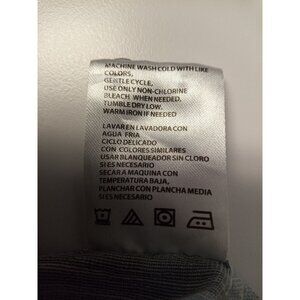 MACHINE WASH COLD WITH LIKE
COLORS,
GENTLE CYCLE,
USE ONLY NON-CHLORINE
BLEACH WHEN NEEDED,
TUMBLE DRY LOW.
WARM IRON IF NEEDED
LAVAR EN LAVADORA CON
AGUA FRIA
CICLO DELICADO
CON COLORES SIMILARES
USAR BLANQUEADOR SIN CLORO
SI ES NECESARIO
SECAR A MAQUINA CON
TEMPERATURA BAJA,
PLANCHAR CON PLANCHA MEDIA
SI ES NECESARIO